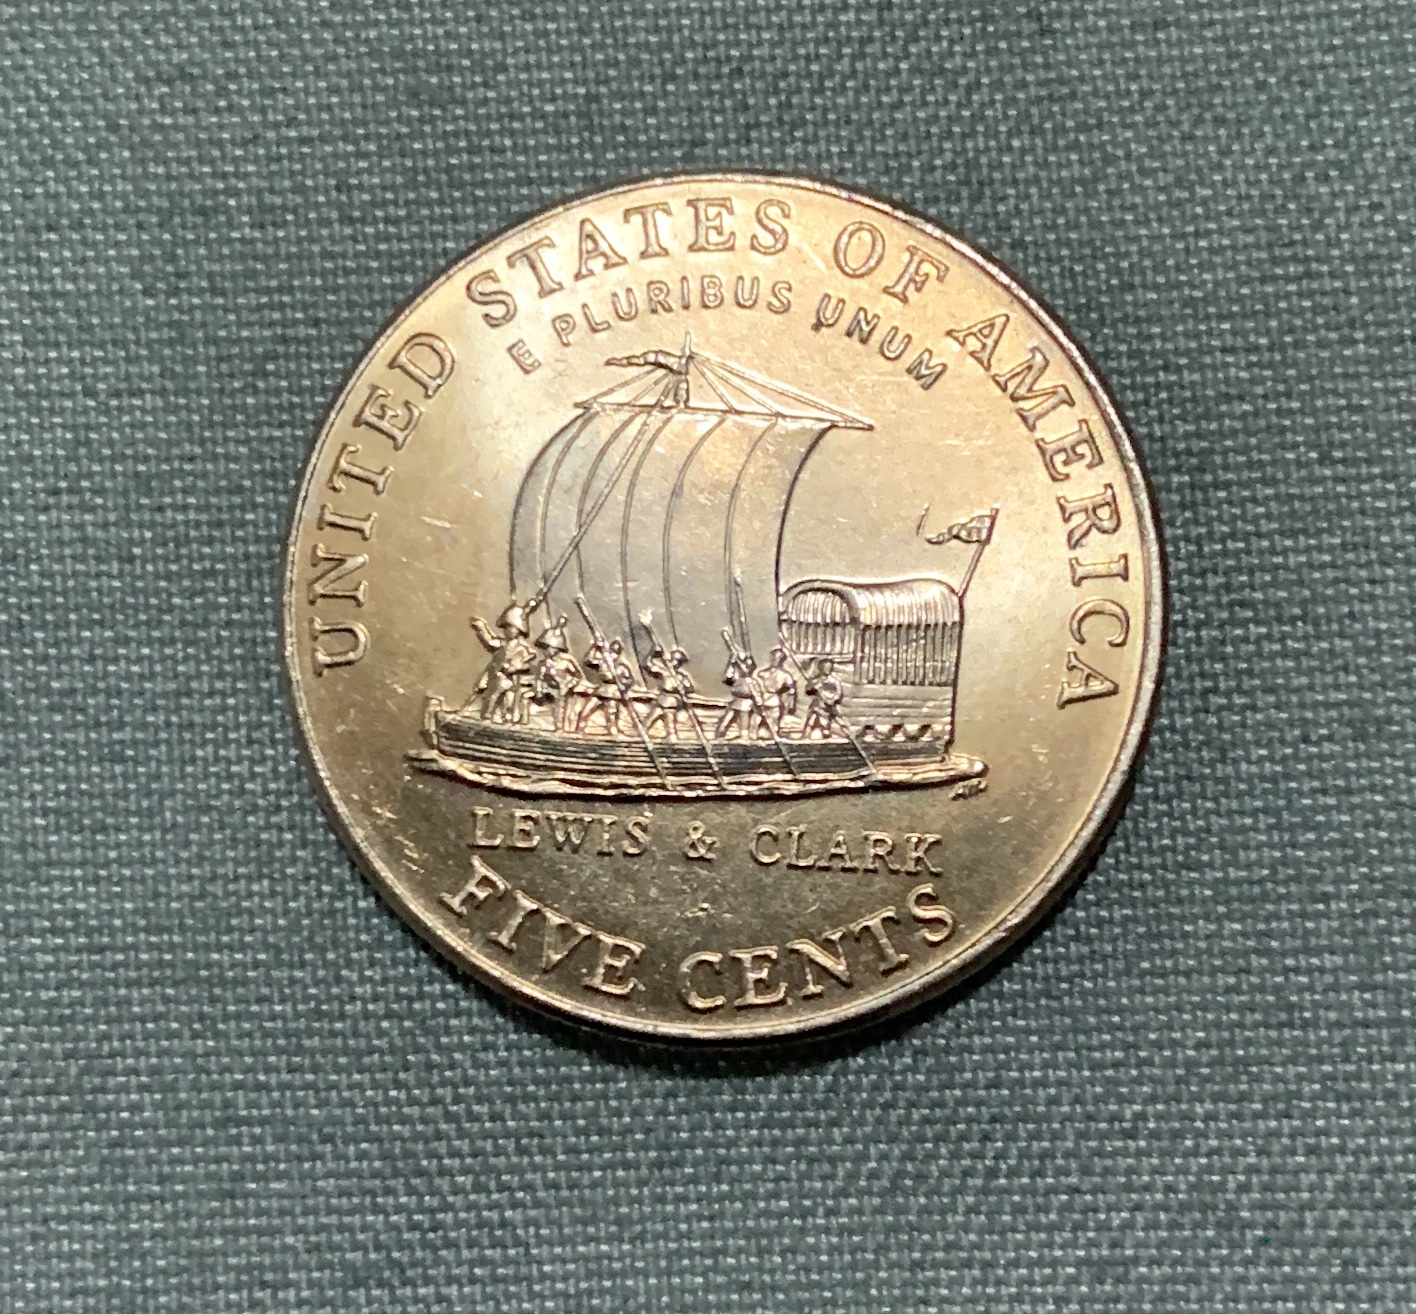 UNITED STATES OF AMERICA
E PLURIBUS UNUM
LEWIS & CLARK
FIVE CENTS